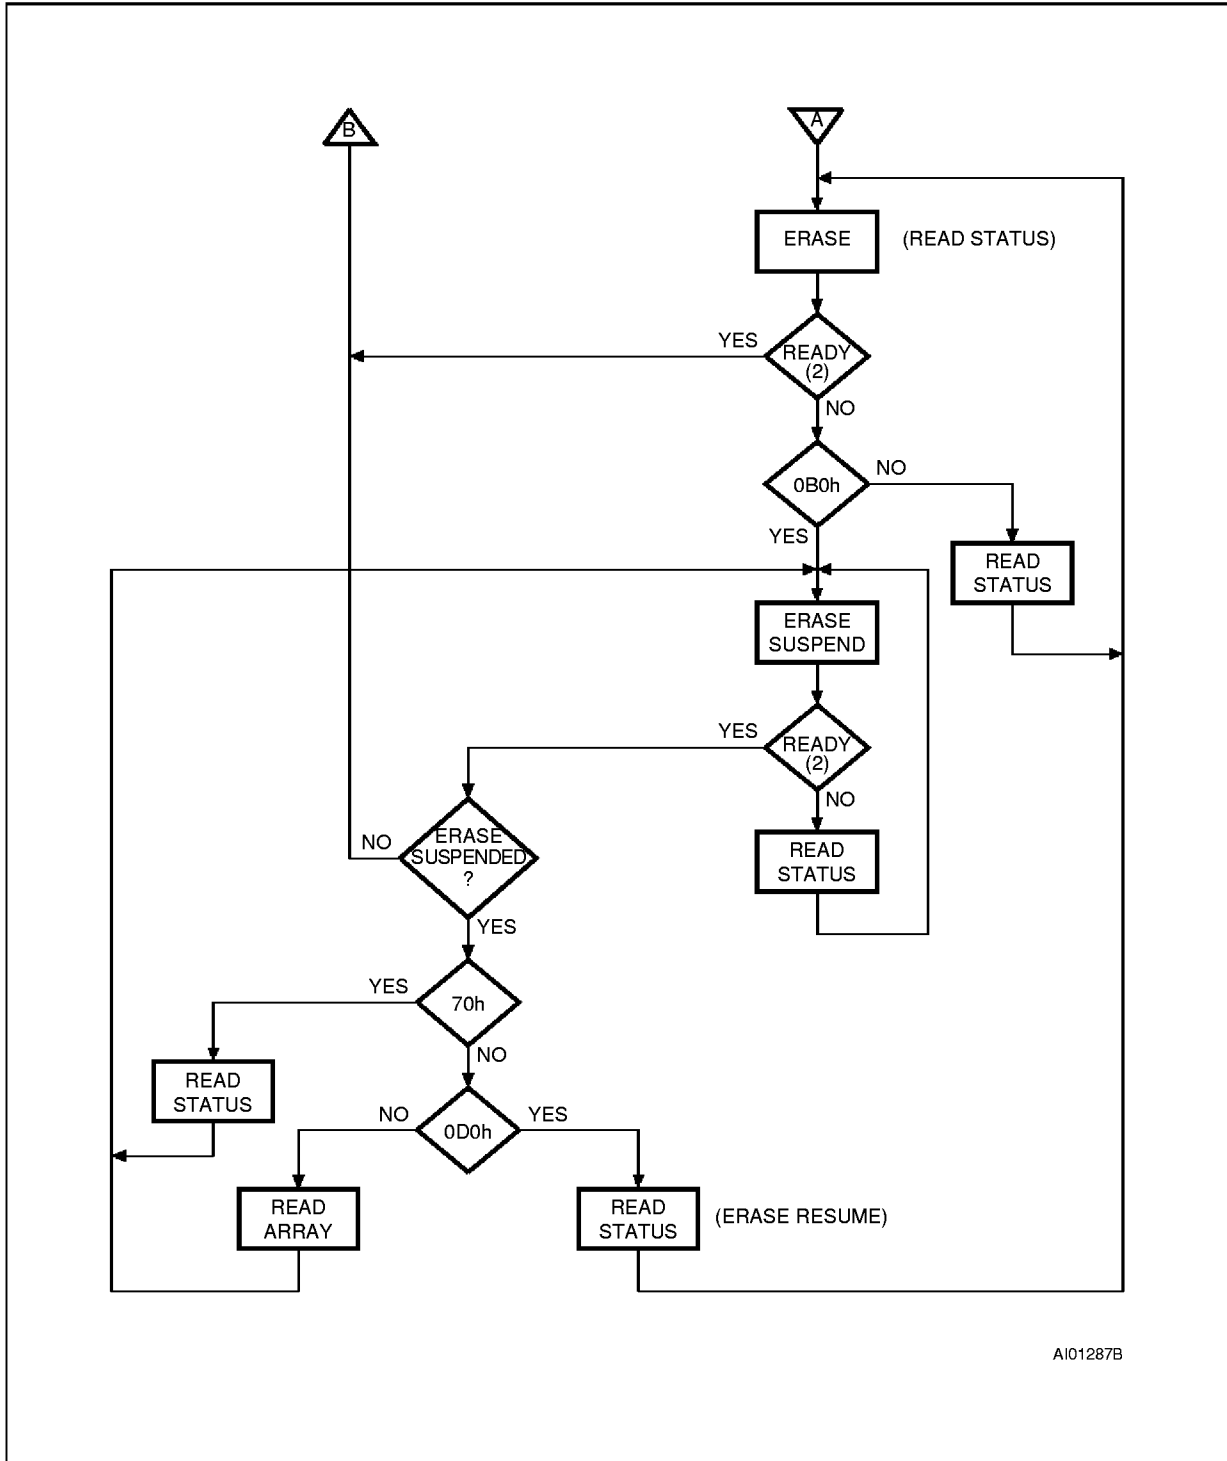 B
A
ERASE
(READ STATUS)
YES
READY
(2)
NO
0B0h
NO
YES
READ
STATUS
ERASE
SUSPEND
YES
READY
(2)
NO
NO
ERASE
SUSPENDED
?
READ
STATUS
YES
YES
70h
NO
READ
STATUS
NO
0D0h
YES
READ
ARRAY
READ
STATUS
(ERASE RESUME)
AI01287B